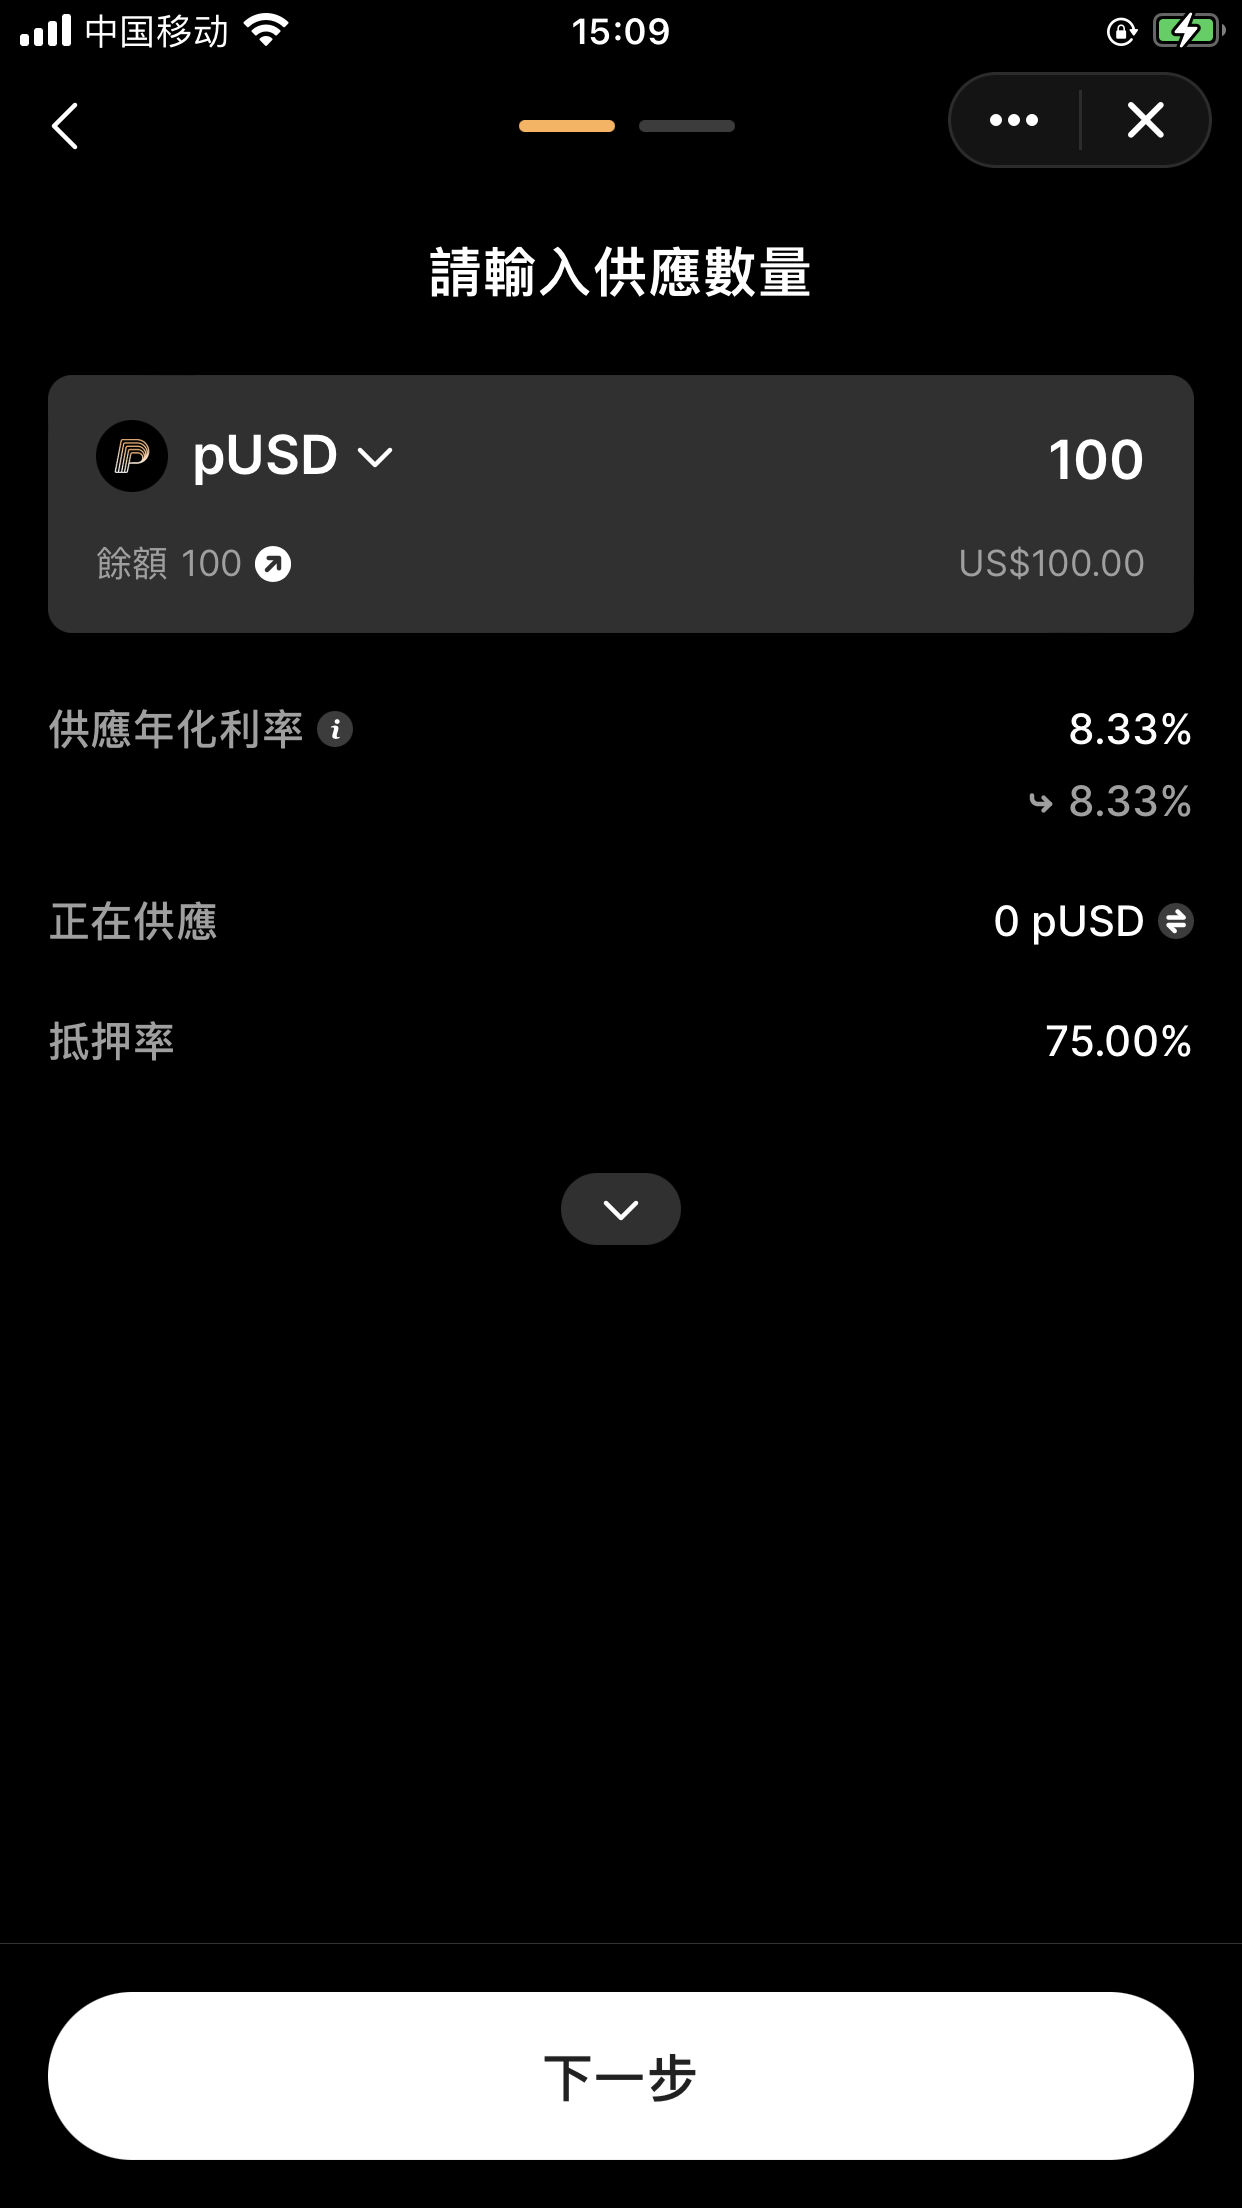 中国移动
15:09
請輸入供應數量
pUSD
100
餘額 100
US$100.00
供應年化利率
8.33%
8.33%
正在供應
0 pUSD
抵押率
75.00%
下一步